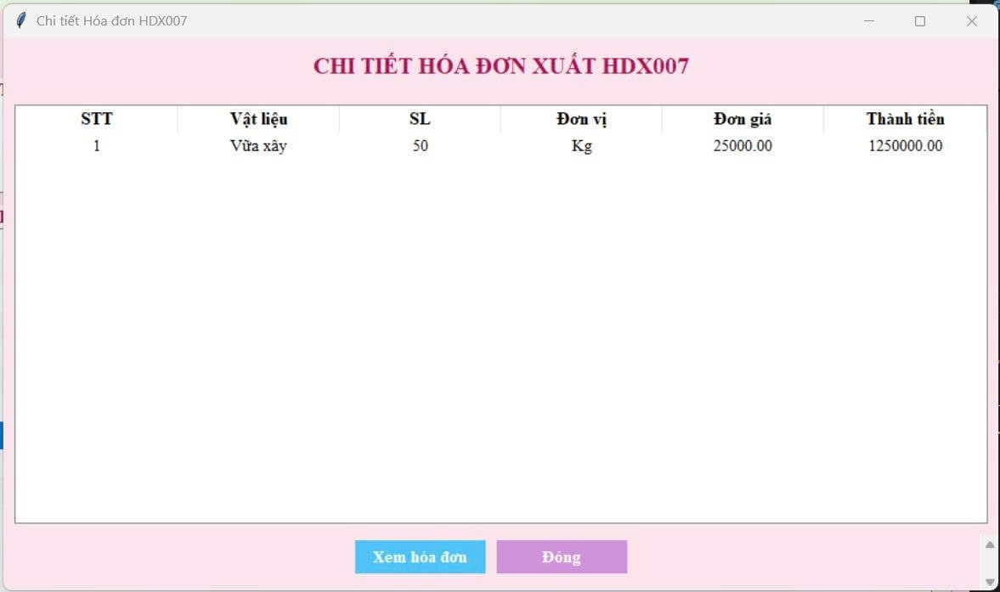 Chi tiết Hóa đơn HDX007
CHI TIẾT HÓA ĐƠN XUẤT HDX007
STT Vật liệu SL Đơn vị Đơn giá Thành tiền
1 Vữa xây 50 Kg 25000.00 1250000.00
Xem hóa đơn Đóng